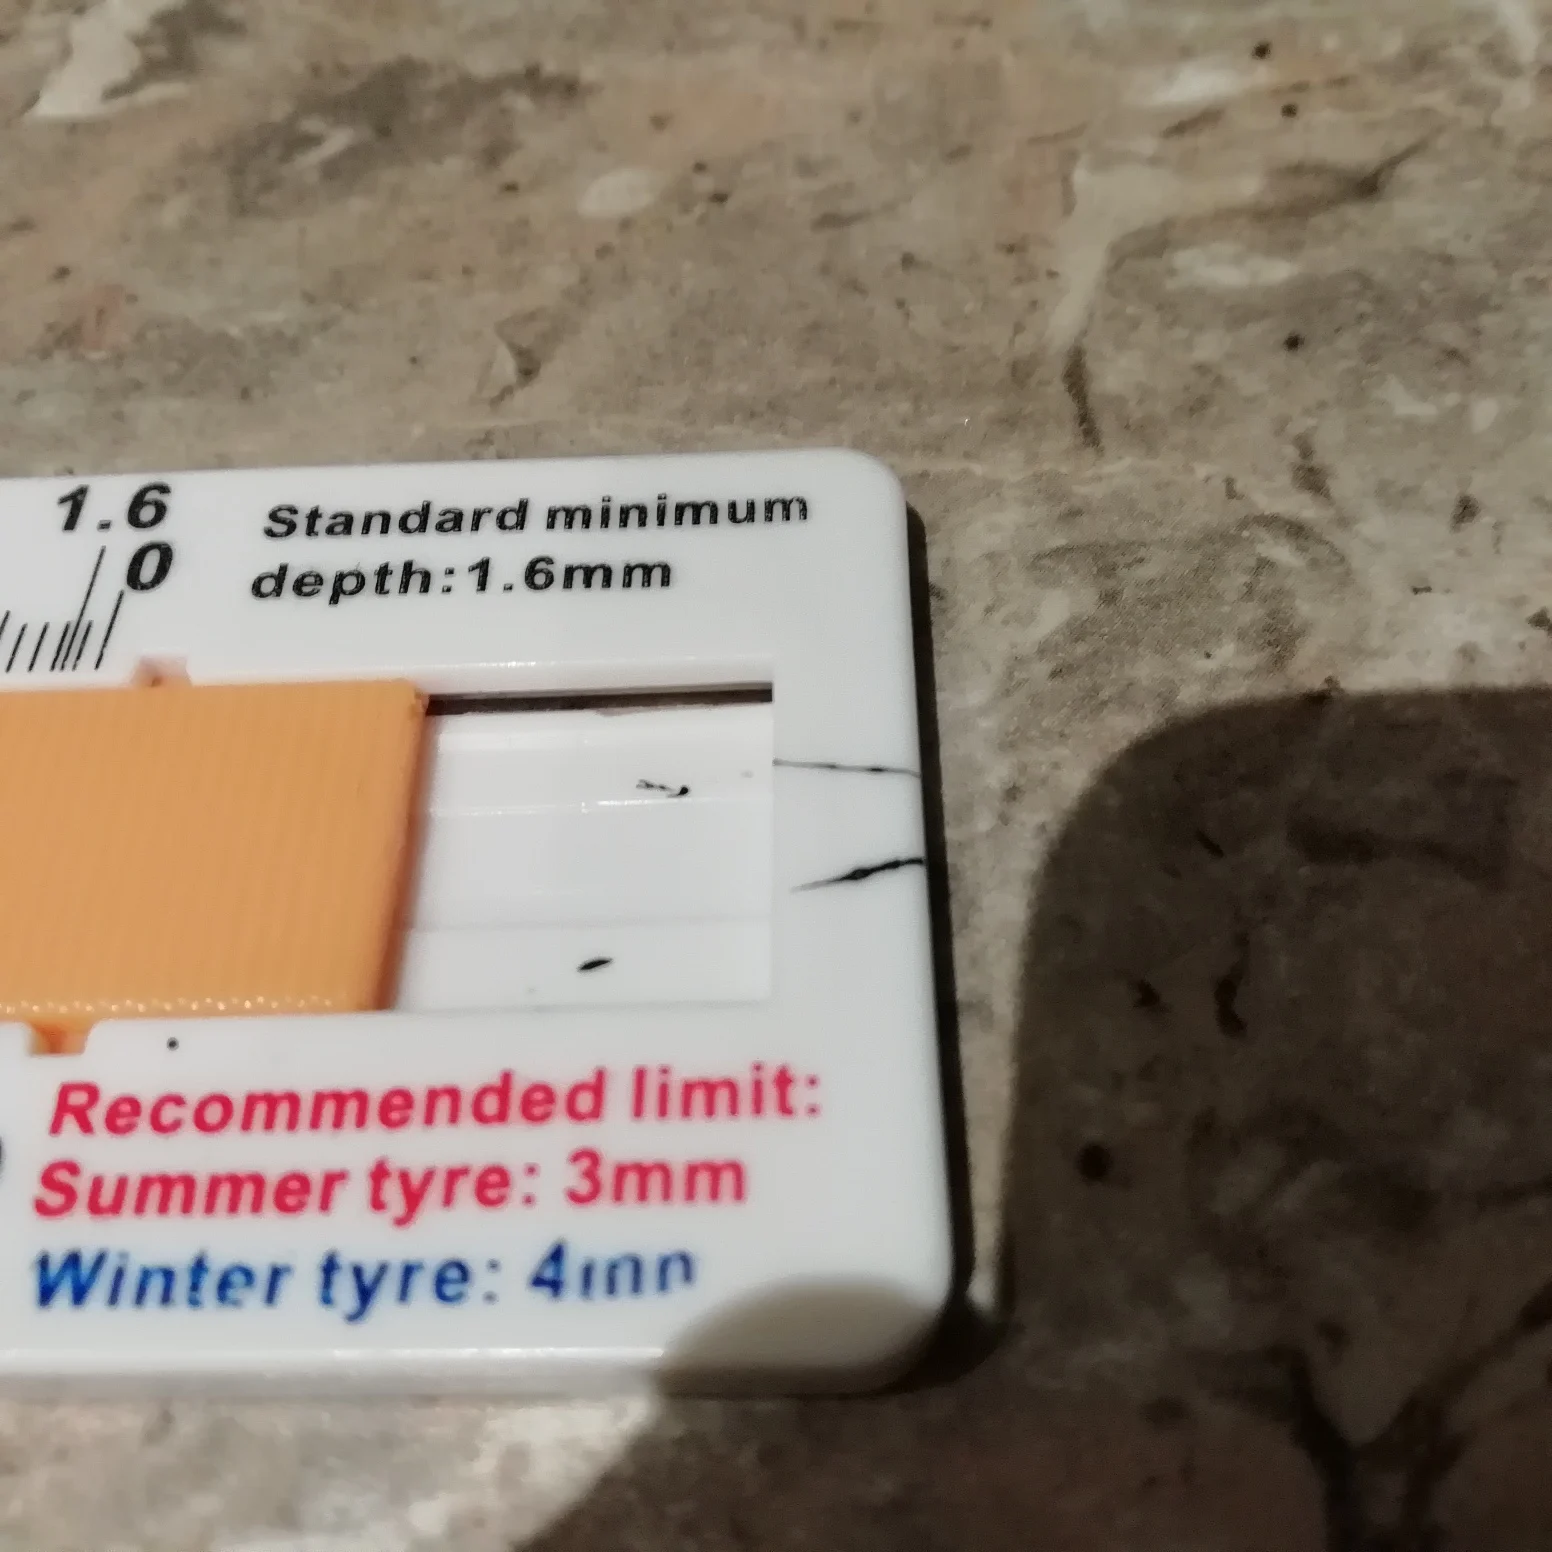 1.6
0
Standard minimum
depth:1.6mm
Recommended limit:
Summer tyre: 3mm
Winter tyre: 4mm